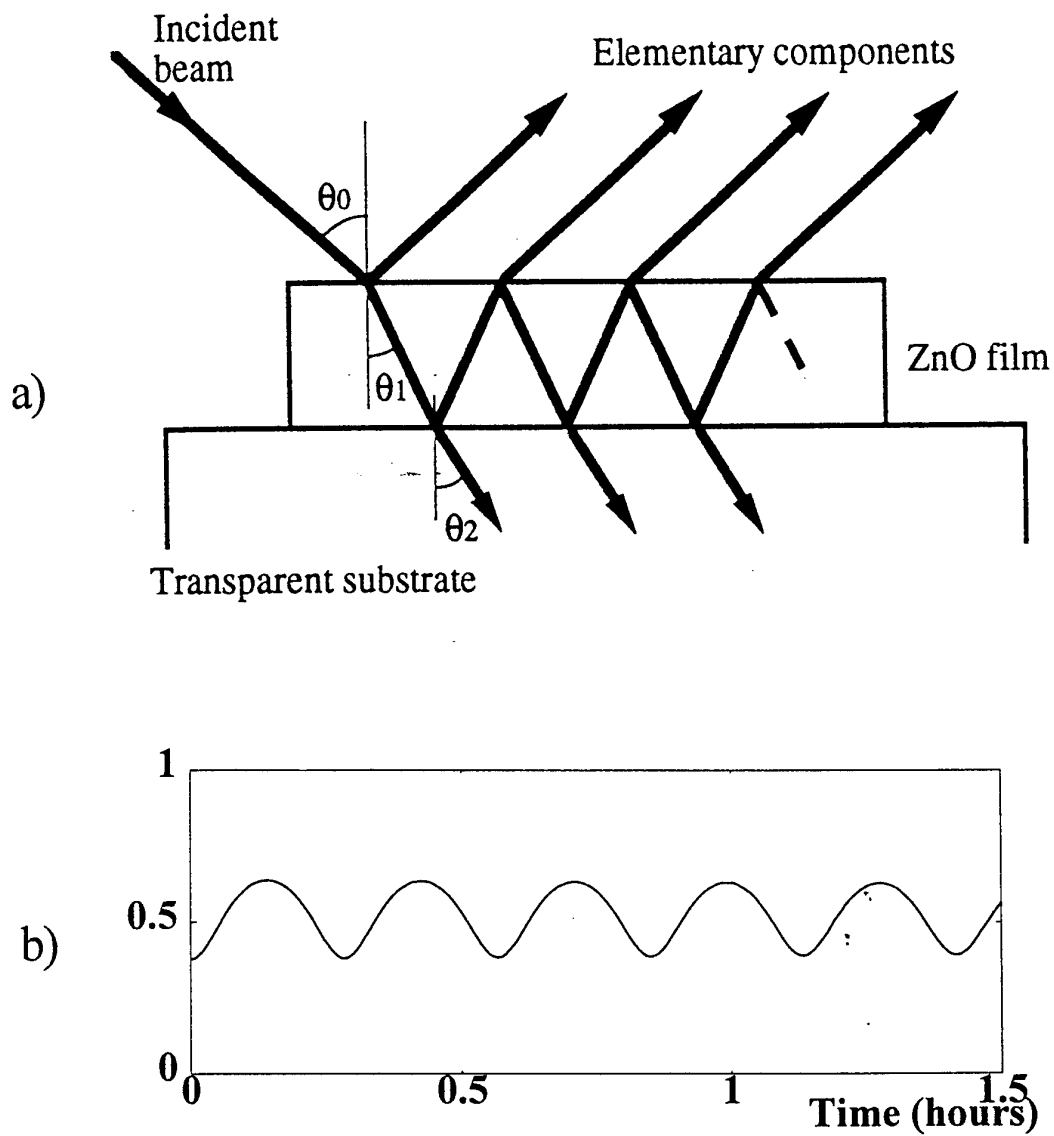 Incident
beam
Elementary components
θ0
a)
ZnO film
θ1
θ2
Transparent substrate
b)
1
0.5
0
0
0.5
1
1.5
Time (hours)